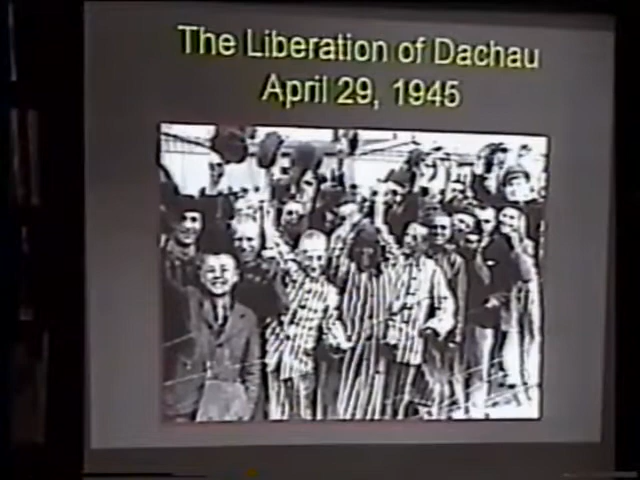 The Liberation of Dachau
April 29, 1945